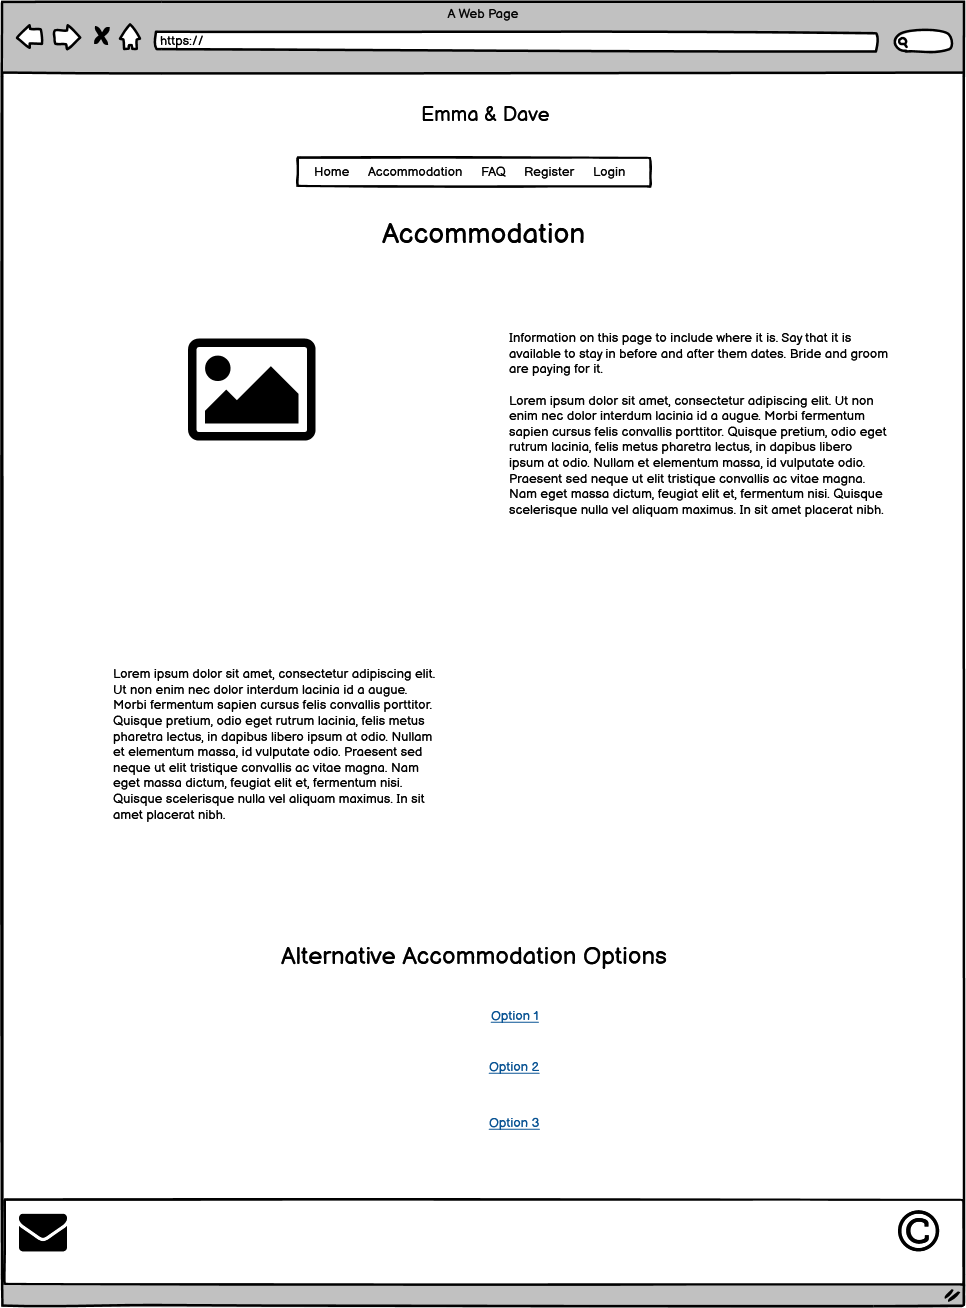 A Web Page
https://
Emma & Dave
Home Accommodation FAQ Register Login
Accommodation
Information on this page to include where it is. Say that it is
available to stay in before and after them dates. Bride and groom
are paying for it.
Lorem ipsum dolor sit amet, consectetur adipiscing elit. Ut non
enim nec dolor interdum lacinia id a augue. Morbi fermentum
sapien cursus felis convallis porttitor. Quisque pretium, odio eget
rutrum lacinia, felis metus pharetra lectus, in dapibus libero
ipsum at odio. Nullam et elementum massa, id vulputate odio.
Praesent sed neque ut elit tristique convallis ac vitae magna.
Nam eget massa dictum, feugiat elit et, fermentum nisi. Quisque
scelerisque nulla vel aliquam maximus. In sit amet placerat nibh.
Lorem ipsum dolor sit amet, consectetur adipiscing elit.
Ut non enim nec dolor interdum lacinia id a augue.
Morbi fermentum sapien cursus felis convallis porttitor.
Quisque pretium, odio eget rutrum lacinia, felis metus
pharetra lectus, in dapibus libero ipsum at odio. Nullam
et elementum massa, id vulputate odio. Praesent sed
neque ut elit tristique convallis ac vitae magna. Nam
eget massa dictum, feugiat elit et, fermentum nisi.
Quisque scelerisque nulla vel aliquam maximus. In sit
amet placerat nibh.
Alternative Accommodation Options
Option 1
Option 2
Option 3
©